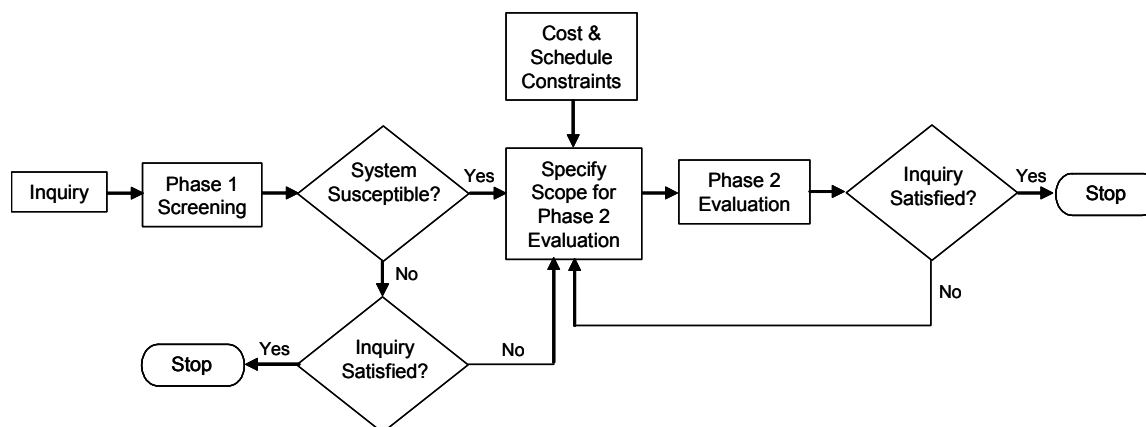 Cost &
Schedule
Constraints
Inquiry
Phase 1
Screening
System
Susceptible?
Yes
Specify
Scope for
Phase 2
Evaluation
Phase 2
Evaluation
Inquiry
Satisfied?
Yes
Stop
No
No
Stop
Yes
Inquiry
Satisfied?
No